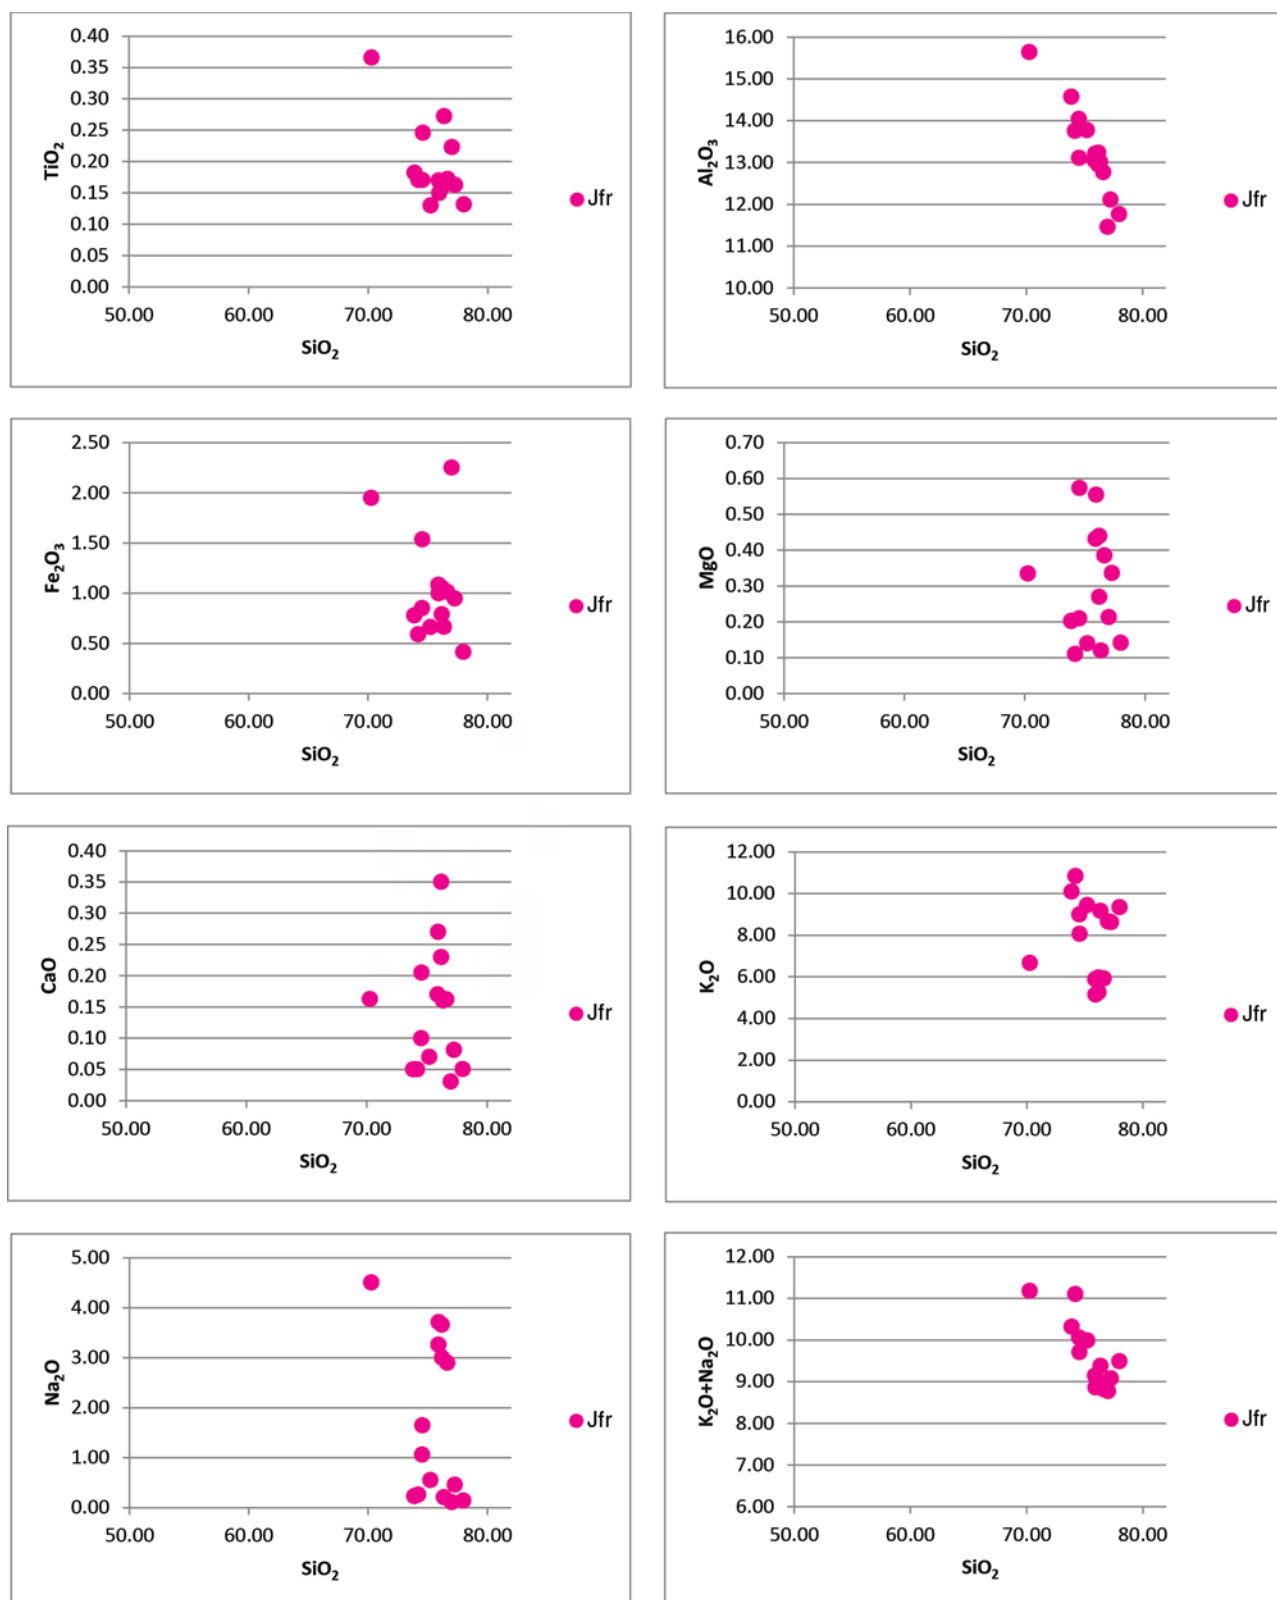 0.40
0.35
0.30
0.25
0.20
0.15
0.10
0.05
0.00
TiO₂
50.00 60.00 70.00 80.00
SiO₂
Jfr
16.00
15.00
14.00
13.00
12.00
11.00
10.00
Al₂O₃
50.00 60.00 70.00 80.00
SiO₂
Jfr
2.50
2.00
1.50
1.00
0.50
0.00
Fe₂O₃
50.00 60.00 70.00 80.00
SiO₂
Jfr
0.70
0.60
0.50
0.40
0.30
0.20
0.10
0.00
MgO
50.00 60.00 70.00 80.00
SiO₂
Jfr
0.40
0.35
0.30
0.25
0.20
0.15
0.10
0.05
0.00
CaO
50.00 60.00 70.00 80.00
SiO₂
Jfr
12.00
10.00
8.00
6.00
4.00
2.00
0.00
K₂O
50.00 60.00 70.00 80.00
SiO₂
Jfr
5.00
4.00
3.00
2.00
1.00
0.00
Na₂O
50.00 60.00 70.00 80.00
SiO₂
Jfr
12.00
11.00
10.00
9.00
8.00
7.00
6.00
K₂O+Na₂O
50.00 60.00 70.00 80.00
SiO₂
Jfr